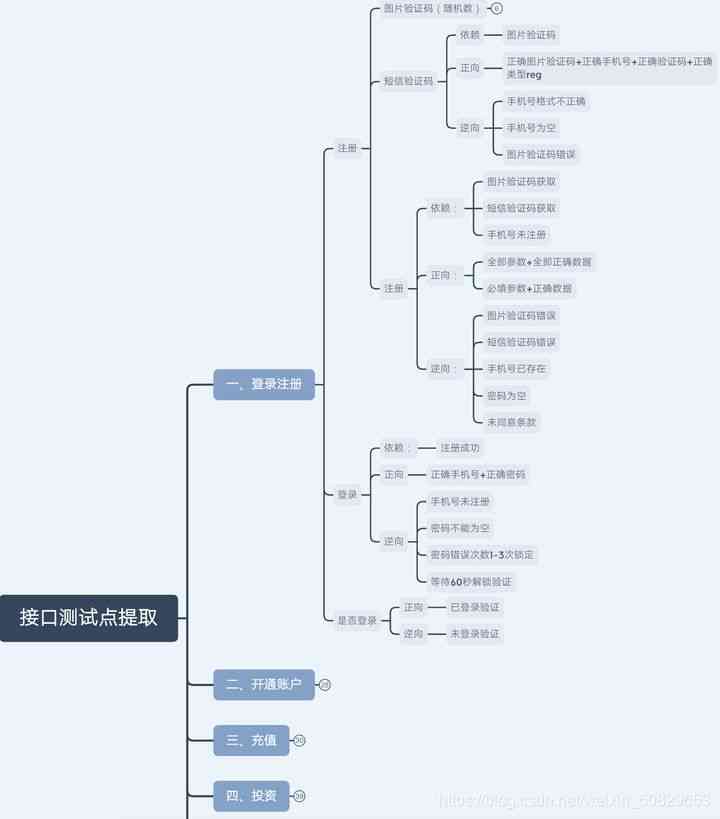 图片验证码（随机数）
6
短信验证码
依赖
图片验证码
正向
正确图片验证码+正确手机号+正确验证码+正确
类型reg
逆向
手机号格式不正确
手机号为空
图片验证码错误
注册
注册
依赖：
图片验证码获取
短信验证码获取
手机号未注册
正向：
全部参数+全部正确数据
必填参数+正确数据
逆向：
图片验证码错误
短信验证码错误
手机号已存在
密码为空
未同意条款
一、登录注册
登录
依赖：
注册成功
正向
正确手机号+正确密码
逆向
手机号未注册
密码不能为空
密码错误次数1-3次锁定
等待60秒解锁验证
是否登录
正向
已登录验证
逆向
未登录验证
接口测试点提取
二、开通账户
三、充值
四、投资